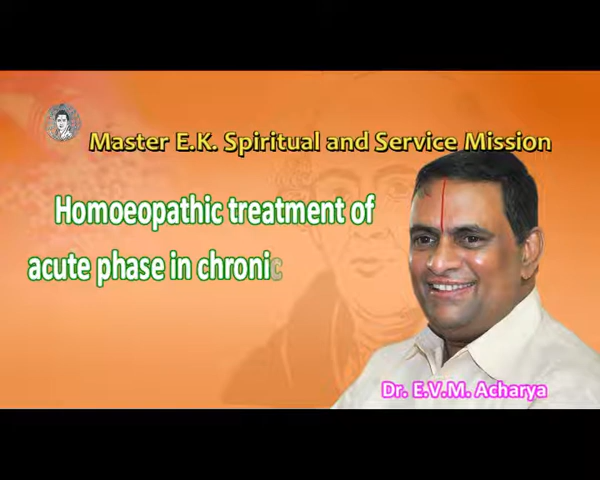 Master E.K. Spiritual and Service Mission
Homoeopathic treatment of
acute phase in chronic
Dr. E.V.M. Acharya